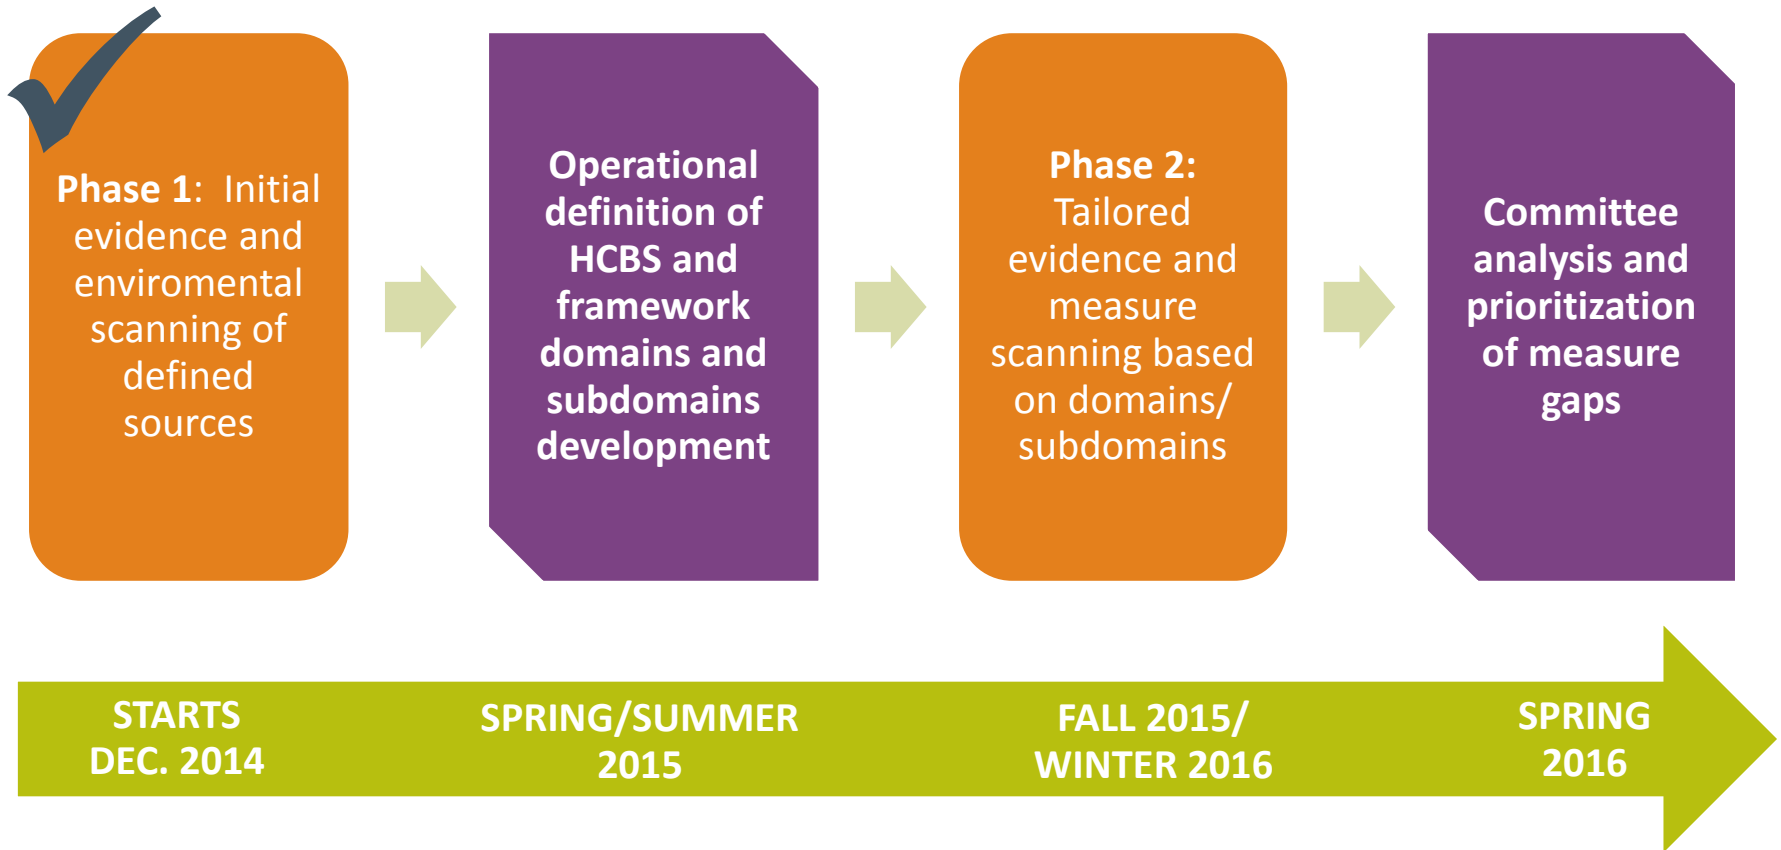 Phase 1:  Initial
evidence and
enviromental
scanning of
defined
sources
Operational
definition of
HCBS and
framework
domains and
subdomains
development
Phase 2:
Tailored
evidence and
measure
scanning based
on domains/
subdomains
Committee
analysis and
prioritization
of measure
gaps
STARTS
DEC. 2014
SPRING/SUMMER
2015
FALL 2015/
WINTER 2016
SPRING
2016